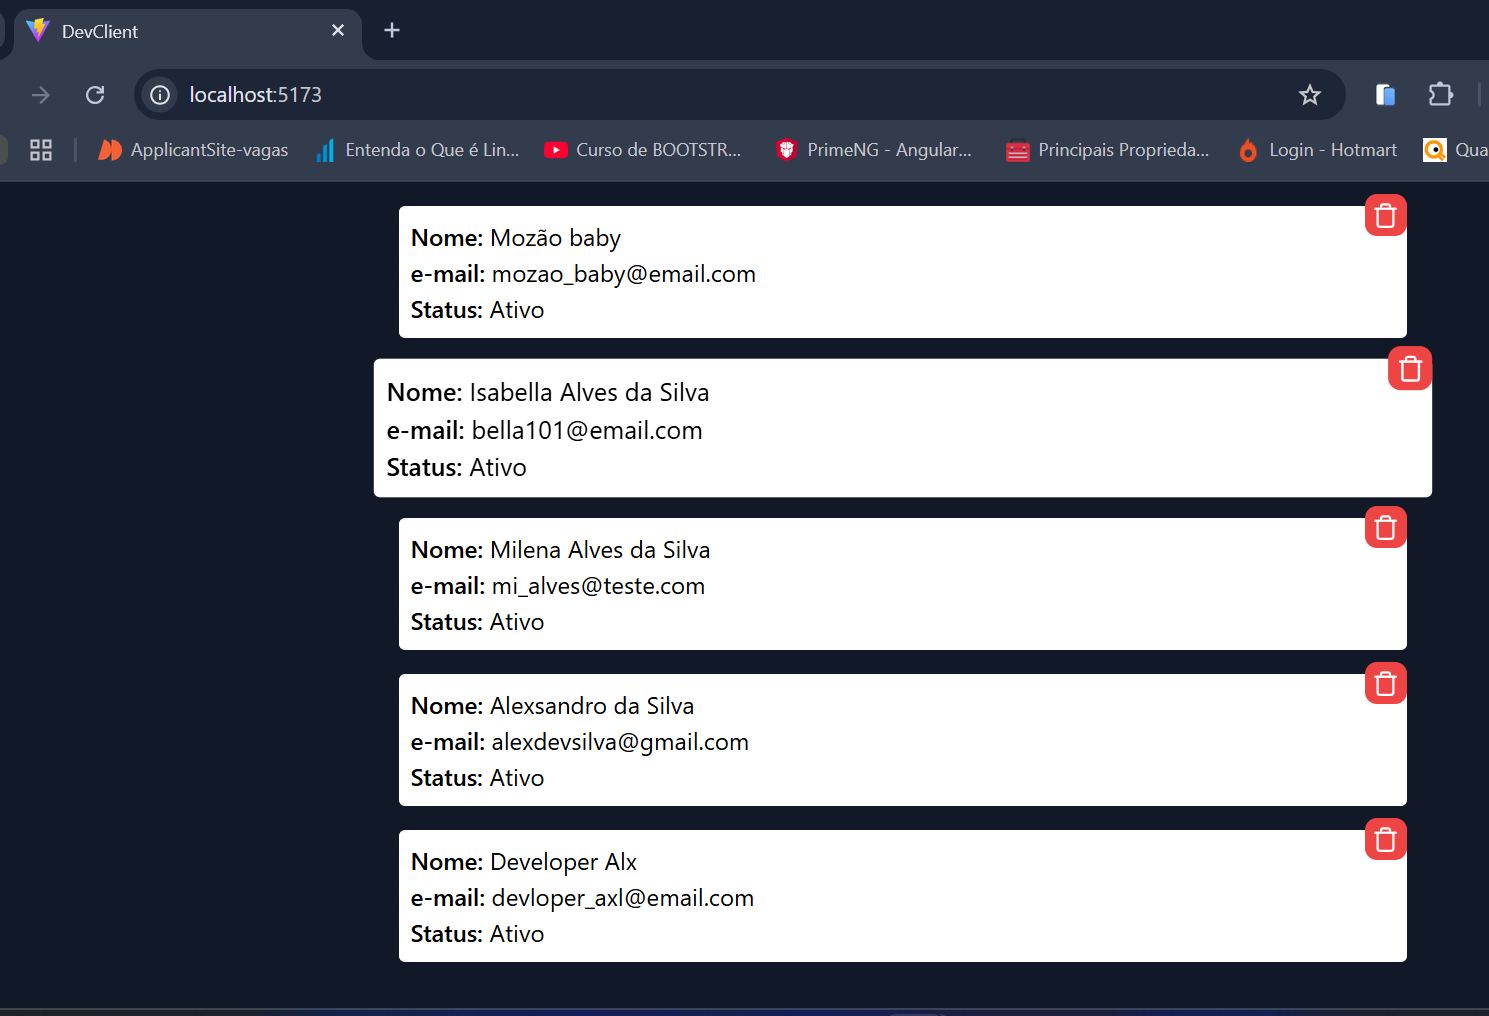 DevClient
localhost:5173
ApplicantSite-vagas
Entenda o Que é Lin...
Curso de BOOTSTR...
PrimeNG - Angular...
Principais Proprieda...
Login - Hotmart
Qua
Nome: Mozão baby
e-mail: mozao_baby@email.com
Status: Ativo
Nome: Isabella Alves da Silva
e-mail: bella101@email.com
Status: Ativo
Nome: Milena Alves da Silva
e-mail: mi_alves@teste.com
Status: Ativo
Nome: Alexsandro da Silva
e-mail: alexdevsilva@gmail.com
Status: Ativo
Nome: Developer Alx
e-mail: devloper_axl@email.com
Status: Ativo